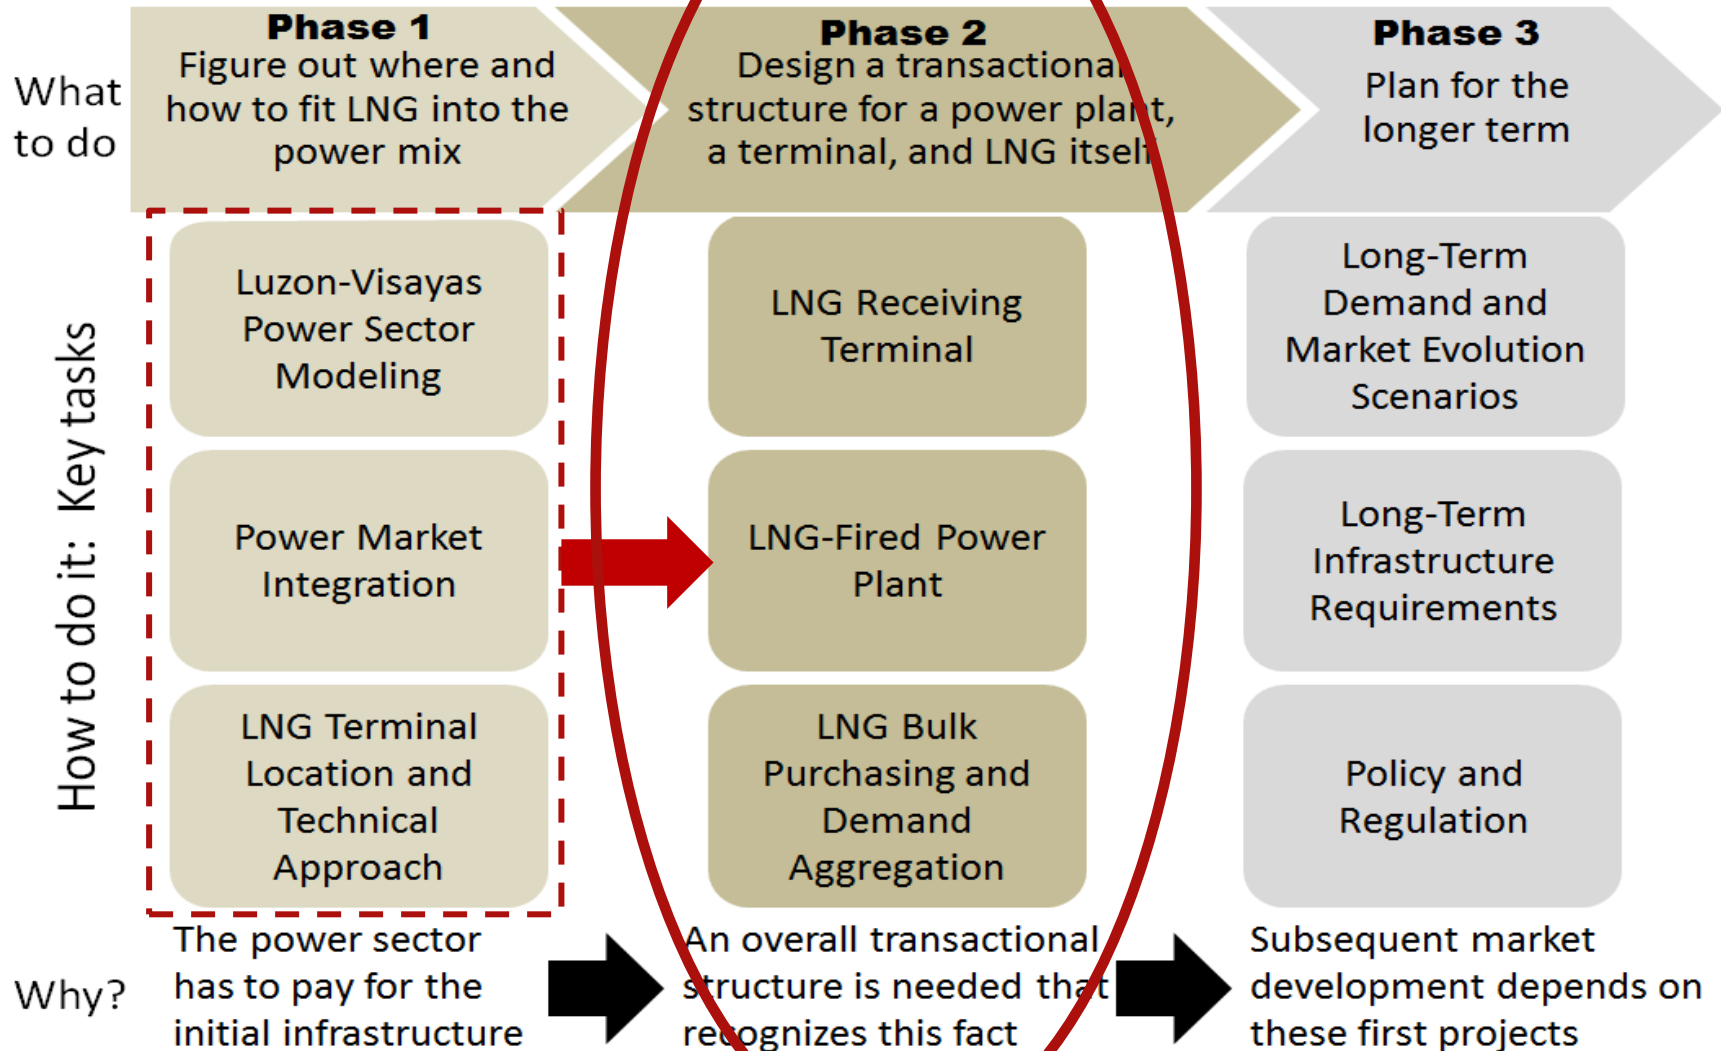 What
to do
Phase 1
Figure out where and
how to fit LNG into the
power mix
Phase 2
Design a transactional
structure for a power plant,
a terminal, and LNG itself
Phase 3
Plan for the
longer term
How to do it: Key tasks
Luzon-Visayas
Power Sector
Modeling
LNG Receiving
Terminal
Long-Term
Demand and
Market Evolution
Scenarios
Power Market
Integration
LNG-Fired Power
Plant
Long-Term
Infrastructure
Requirements
LNG Terminal
Location and
Technical
Approach
LNG Bulk
Purchasing and
Demand
Aggregation
Policy and
Regulation
Why?
The power sector
has to pay for the
initial infrastructure
An overall transactional
structure is needed that
recognizes this fact
Subsequent market
development depends on
these first projects